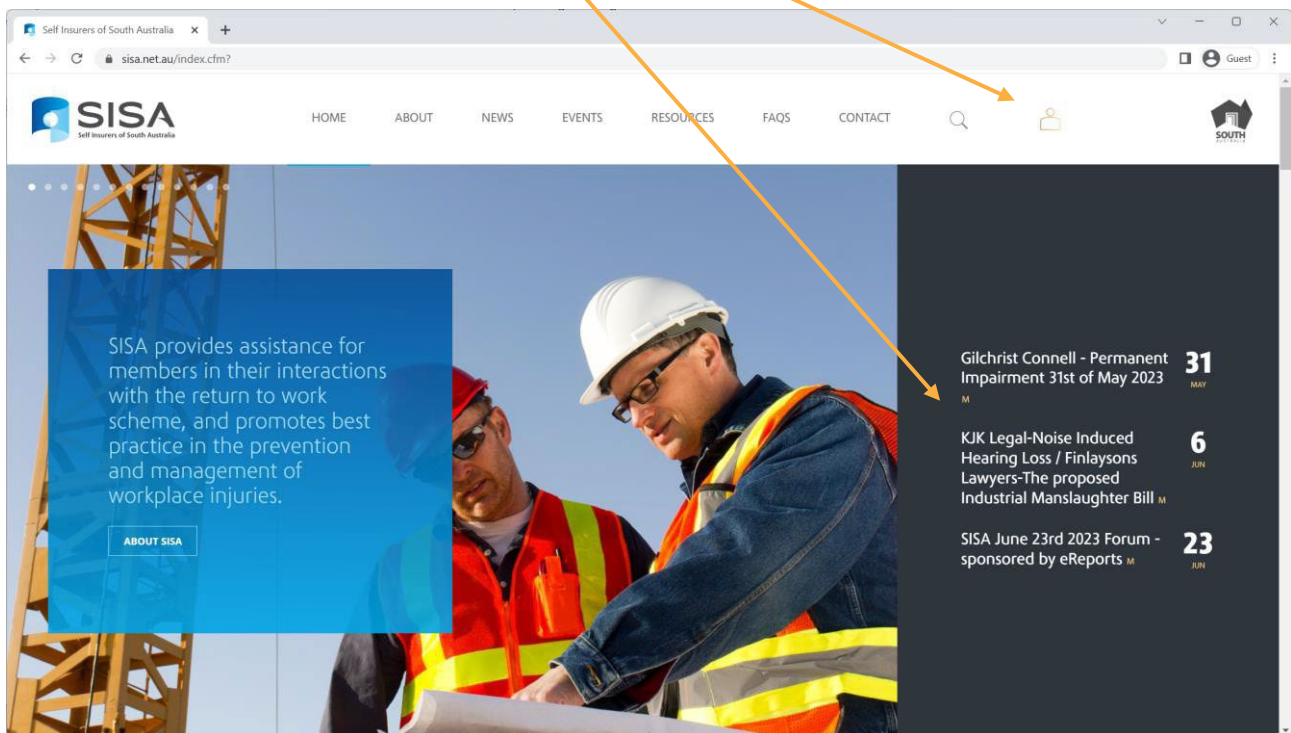 Self Insurers of South Australia
sisa.net.au/index.cfm?
Guest
SISA
Self Insurers of South Australia
HOME ABOUT NEWS EVENTS RESOURCES FAQS CONTACT
SOUTH
AUSTRALIA
SISA provides assistance for
members in their interactions
with the return to work
scheme, and promotes best
practice in the prevention
and management of
workplace injuries.
ABOUT SISA
Gilchrist Connell - Permanent
Impairment 31st of May 2023
M
31
MAY
KJK Legal-Noise Induced
Hearing Loss / Finlaysons
Lawyers-The proposed
Industrial Manslaughter Bill M
6
JUN
SISA June 23rd 2023 Forum -
sponsored by eReports M
23
JUN